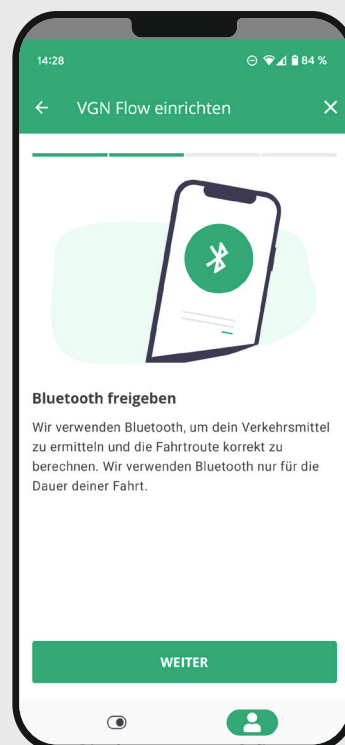 14:28
84 %
VGN Flow einrichten
Bluetooth freigeben
Wir verwenden Bluetooth, um dein Verkehrsmittel
zu ermitteln und die Fahrtroute korrekt zu
berechnen. Wir verwenden Bluetooth nur für die
Dauer deiner Fahrt.
WEITER